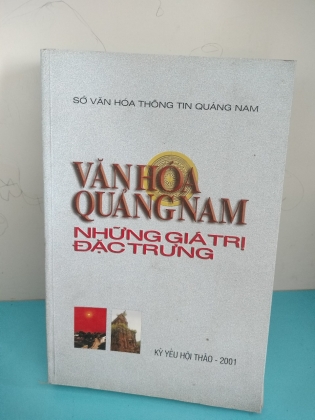 SỞ VĂN HÓA THÔNG TIN QUẢNG NAM
VĂN HÓA
QUẢNG NAM
NHỮNG GIÁ TRỊ
ĐẶC TRƯNG
KỶ YẾU HỘI THẢO - 2001